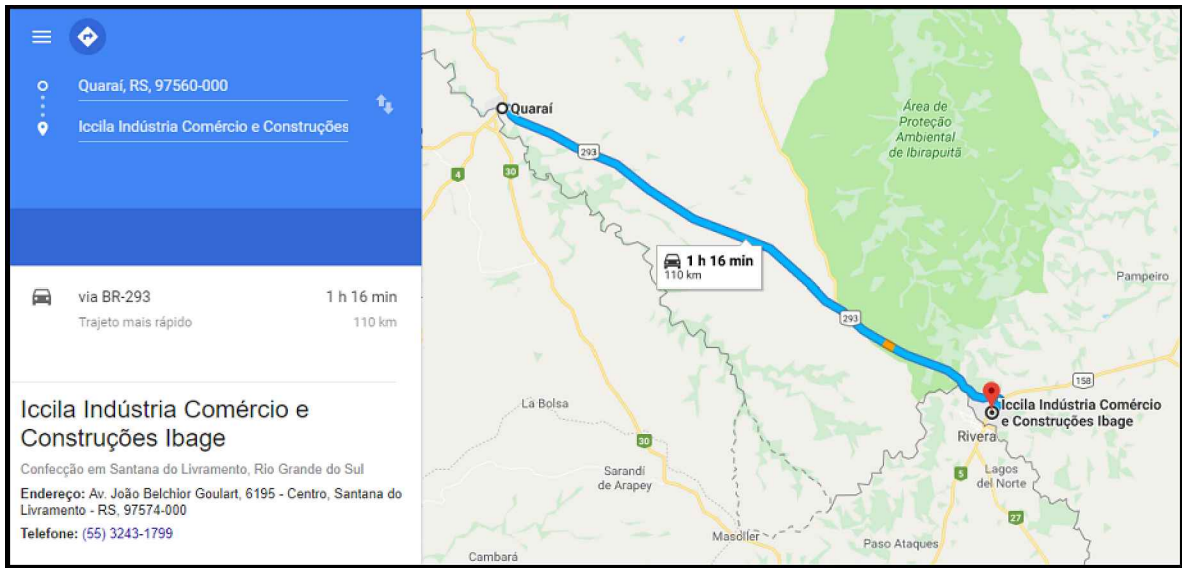 Quaraí, RS, 97560-000
Iccila Indústria Comércio e Construções
via BR-293
1 h 16 min
Trajeto mais rápido
110 km
Iccila Indústria Comércio e
Construções Ibage
Confecção em Santana do Livramento, Rio Grande do Sul
Endereço: Av. João Belchior Goulart, 6195 - Centro, Santana do
Livramento - RS, 97574-000
Telefone: (55) 3243-1799
Quaraí
293
4
30
Área de
Proteção
Ambiental
de Ibirapuitã
1 h 16 min
110 km
Pampeiro
293
158
La Bolsa
Iccila Indústria Comércio
e Construções Ibage
30
Rivera
Sarandí
de Arapey
5
Lagos
del Norte
27
Masoller
Paso Ataques
Cambará